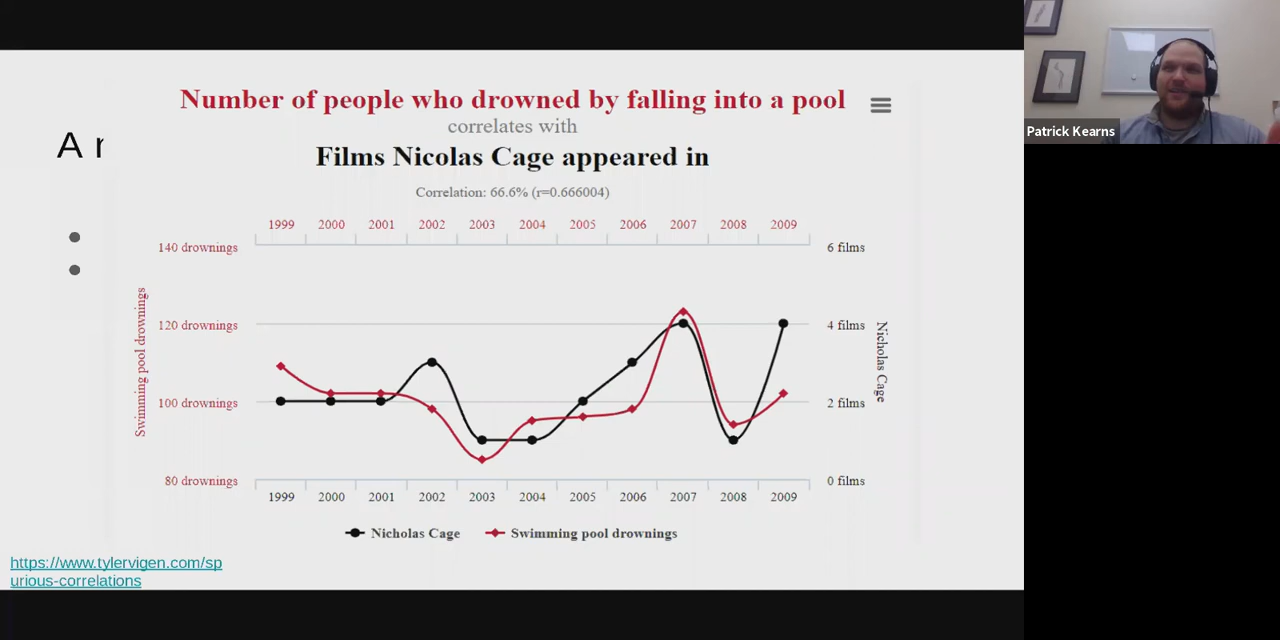 Number of people who drowned by falling into a pool
correlates with
Films Nicolas Cage appeared in
A r
Correlation: 66.6% (r=0.666004)
1999 2000 2001 2002 2003 2004 2005 2006 2007 2008 2009
140 drownings
6 films
120 drownings
4 films
100 drownings
2 films
80 drownings
0 films
Swimming pool drownings
Nicholas Cage
1999 2000 2001 2002 2003 2004 2005 2006 2007 2008 2009
Nicholas Cage Swimming pool drownings
https://www.tylervigen.com/sp
urious-correlations
Patrick Kearns